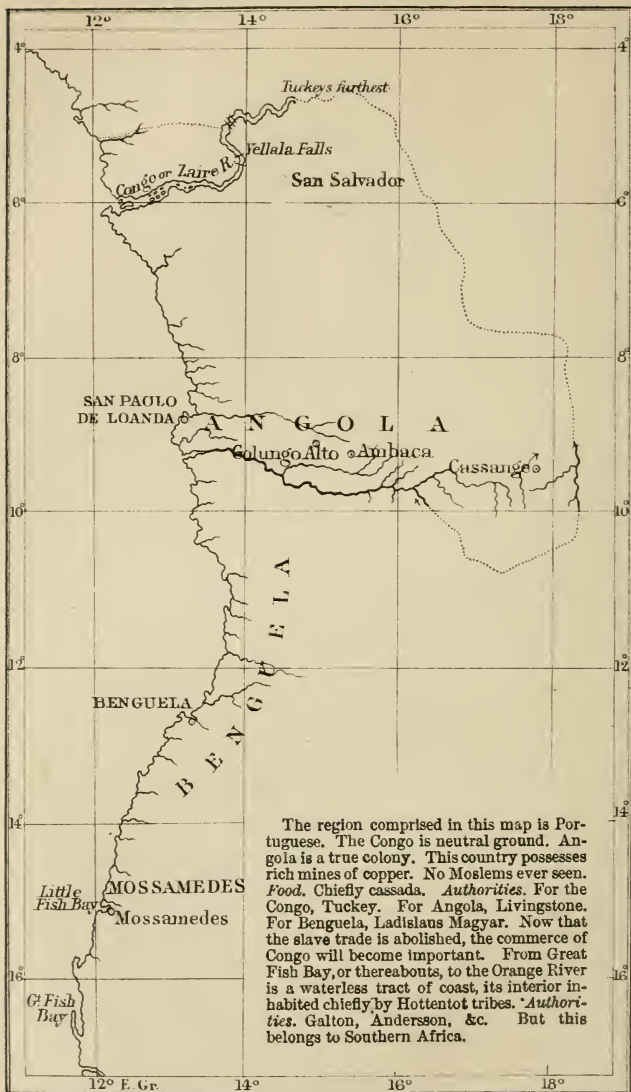 12° 14° 16° 18°
4° 4°
Tuckeys furthest
Yellala Falls
Congo or Zaire R.
San Salvador
6° 6°
8° 8°
SAN PAOLO
DE LOANDA
ANGOLA
Golungo Alto
Ambaca
Cassange
10° 10°
BENGUELA
12° 12°
BENGUELA
14° 14°
The region comprised in this map is Por-
tuguese. The Congo is neutral ground. An-
gola is a true colony. This country possesses
rich mines of copper. No Moslems ever seen.
Food. Chiefly cassada. Authorities. For the
Congo, Tuckey. For Angola, Livingstone.
For Benguela, Ladislaus Magyar. Now that
the slave trade is abolished, the commerce of
Congo will become important. From Great
Fish Bay, or thereabouts, to the Orange River
is a waterless tract of coast, its interior in-
habited chiefly by Hottentot tribes. Authori-
ties. Galton, Andersson, &c. But this
belongs to Southern Africa.
Little
Fish Bay
MOSSAMEDES
Mossamedes
16° 16°
Gt. Fish
Bay
12° E. Gr. 14° 16° 18°